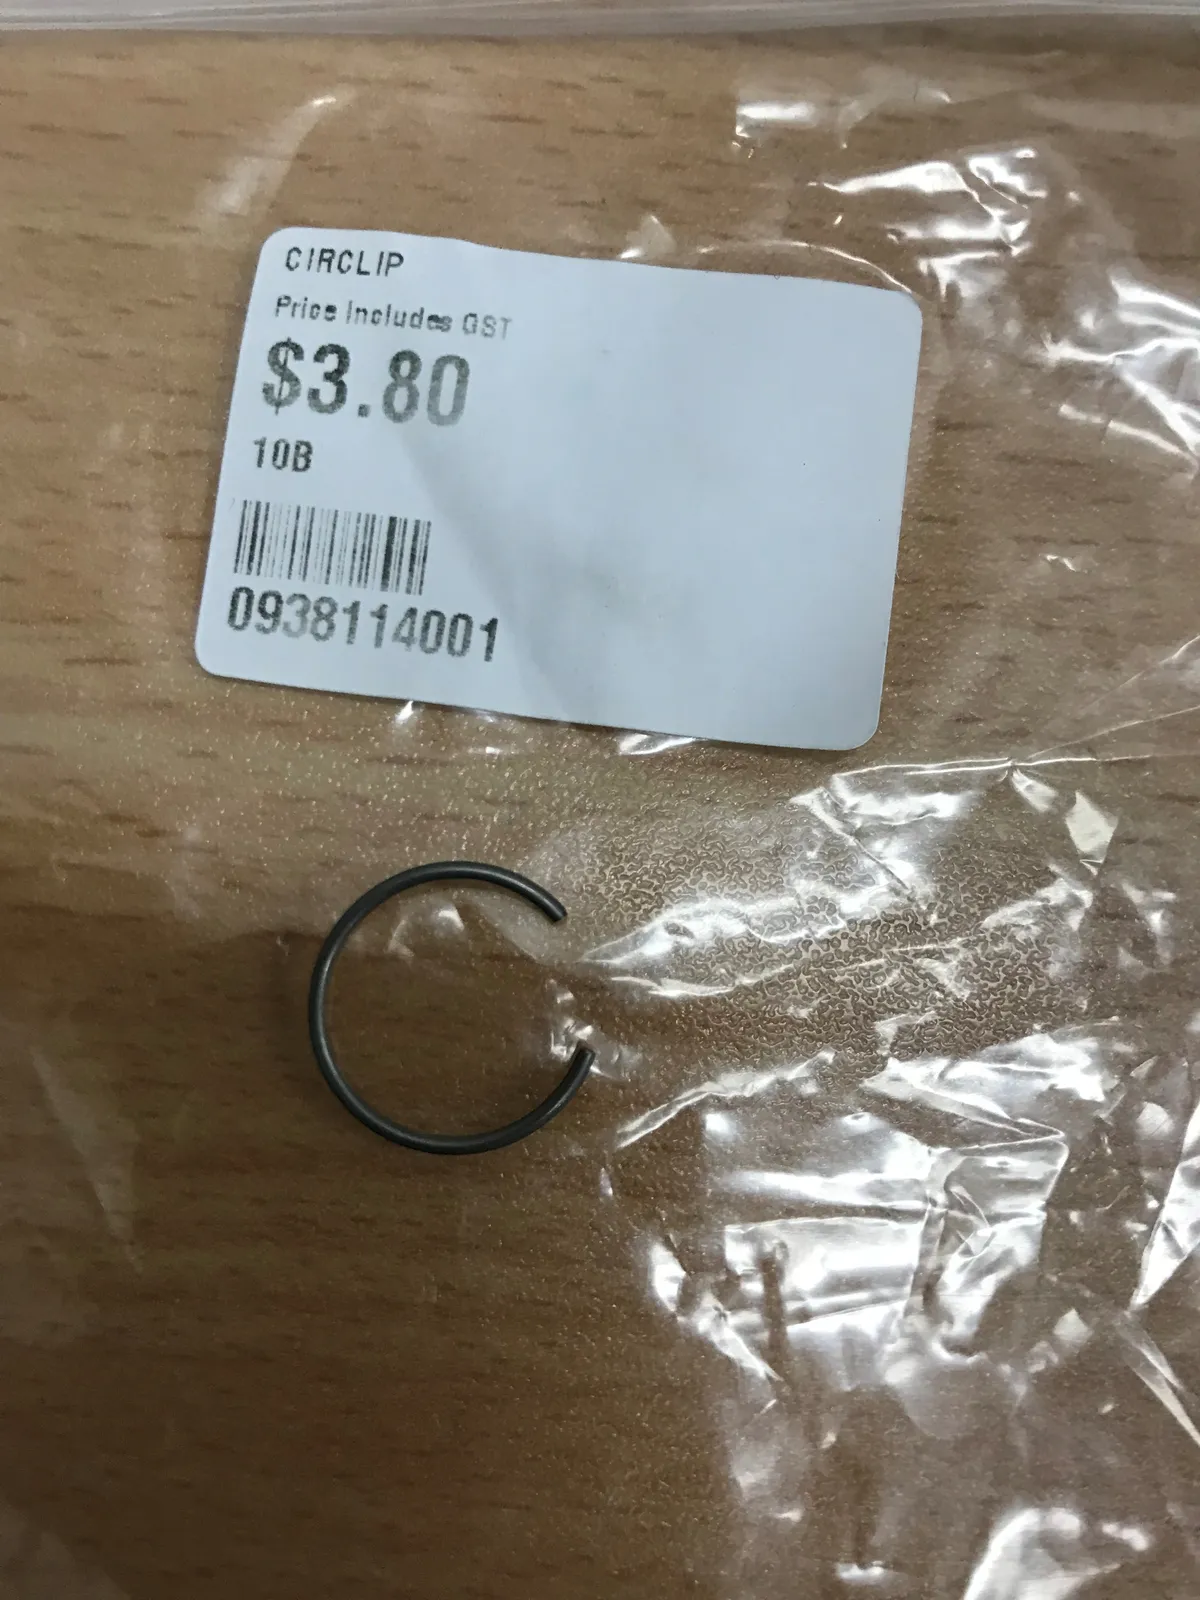 CIRCLIP
Price Includes GST
$3.80
10B
0938114001